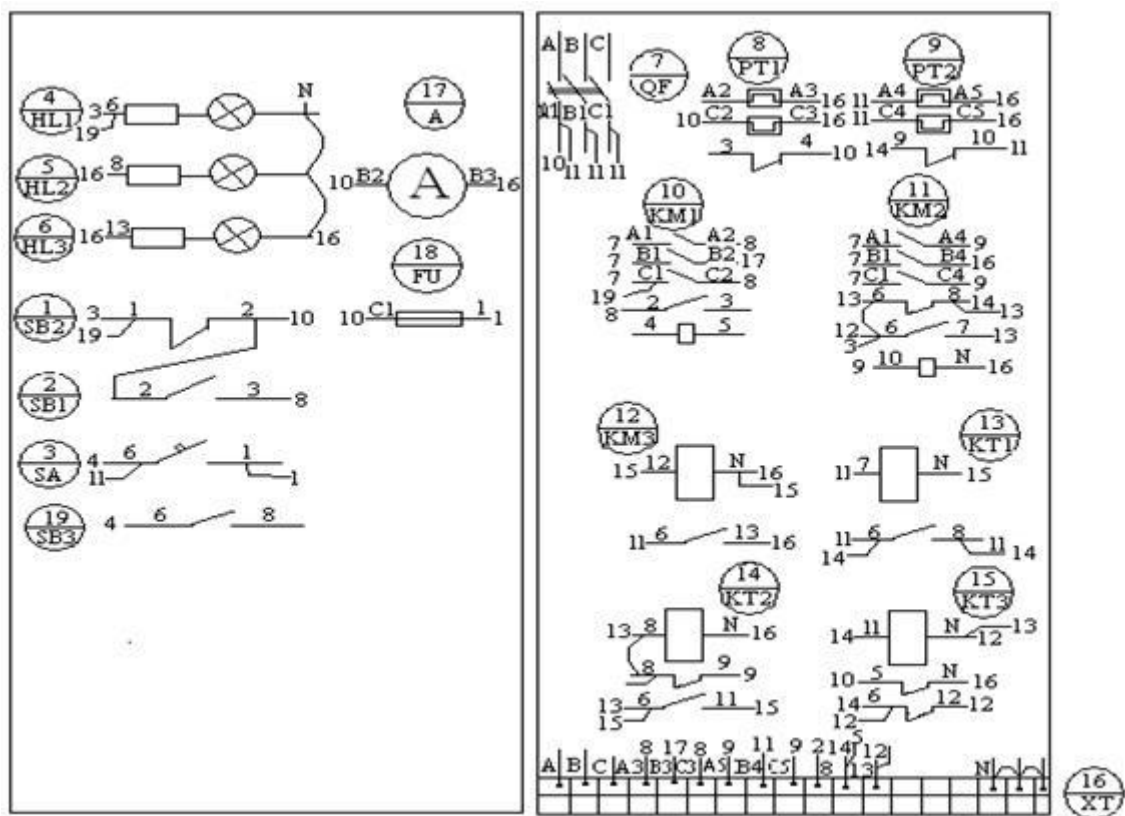 4
HL1
3 6
19
N
5
HL2
16 8
6
HL3
16 13
16
17
A
10 B2 A B3 16
18
FU
10 C1 1
1
1
SB2
3 1 2 10
19
2
SB1
2 3 8
3
SA
4 6 1
11 1
19
SB3
4 6 8
A B C
B1 C1
10 11 11 11
7
QF
8
PT1
A2 A3 16
10 C2 C3 16
3 4 10
9
PT2
11 A4 A5 16
11 C4 C5 16
14 9 10 11
10
KM1
7 A1 A2 8
7 B1 B2 17
7 C1 C2 8
19
8 2 3
4 5
11
KM2
7 A1 A4 9
7 B1 B4 16
7 C1 C4 9
13 6 8 14 13
12 6 7 13
3
9 10 N 16
12
KM3
15 12 N 16
15
11 6 13 16
13
KT1
11 7 N 15
11 6 8 11
14 14
14
KT2
13 8 N 16
8 9 9
13 6 11 15
15
15
KT3
14 11 N 12 13
10 5 N 16
14 6 12 12
12
8 17 8 9 11 9 2 14 5 12
A B C A3 B3 C3 A5 B4 C5 8 13 N
16
XT